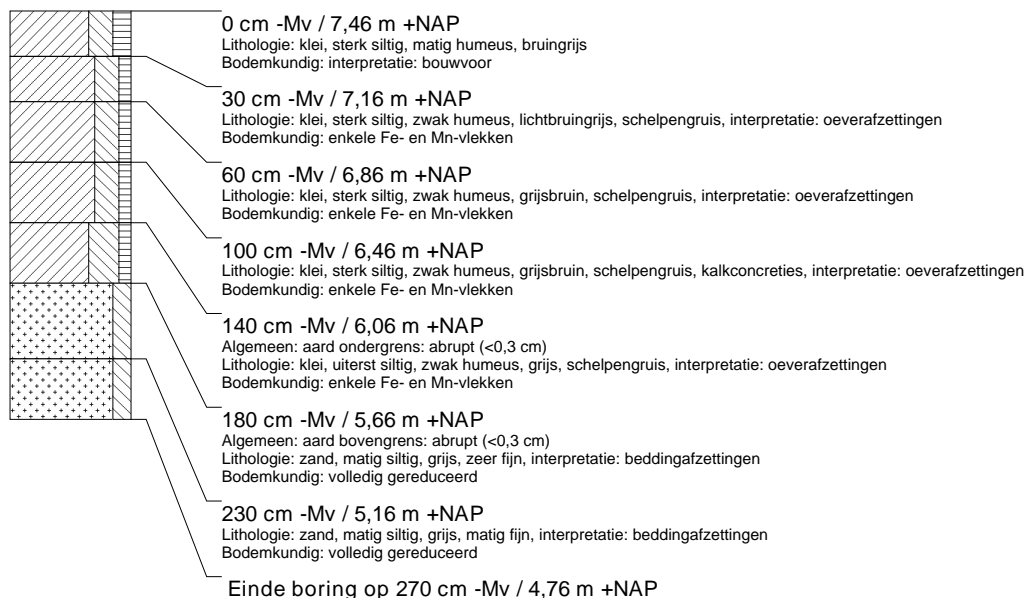 0 cm -Mv / 7,46 m +NAP
Lithologie: klei, sterk siltig, matig humeus, bruingrijs
Bodemkundig: interpretatie: bouwvoor
30 cm -Mv / 7,16 m +NAP
Lithologie: klei, sterk siltig, zwak humeus, lichtbruingrijs, schelpengruis, interpretatie: oeverafzettingen
Bodemkundig: enkele Fe- en Mn-vlekken
60 cm -Mv / 6,86 m +NAP
Lithologie: klei, sterk siltig, zwak humeus, grijsbruin, schelpengruis, interpretatie: oeverafzettingen
Bodemkundig: enkele Fe- en Mn-vlekken
100 cm -Mv / 6,46 m +NAP
Lithologie: klei, sterk siltig, zwak humeus, grijsbruin, schelpengruis, kalkconcreties, interpretatie: oeverafzettingen
Bodemkundig: enkele Fe- en Mn-vlekken
140 cm -Mv / 6,06 m +NAP
Algemeen: aard ondergrens: abrupt (<0,3 cm)
Lithologie: klei, uiterst siltig, zwak humeus, grijs, schelpengruis, interpretatie: oeverafzettingen
Bodemkundig: enkele Fe- en Mn-vlekken
180 cm -Mv / 5,66 m +NAP
Algemeen: aard bovengrens: abrupt (<0,3 cm)
Lithologie: zand, matig siltig, grijs, zeer fijn, interpretatie: beddingafzettingen
Bodemkundig: volledig gereduceerd
230 cm -Mv / 5,16 m +NAP
Lithologie: zand, matig siltig, grijs, matig fijn, interpretatie: beddingafzettingen
Bodemkundig: volledig gereduceerd
Einde boring op 270 cm -Mv / 4,76 m +NAP